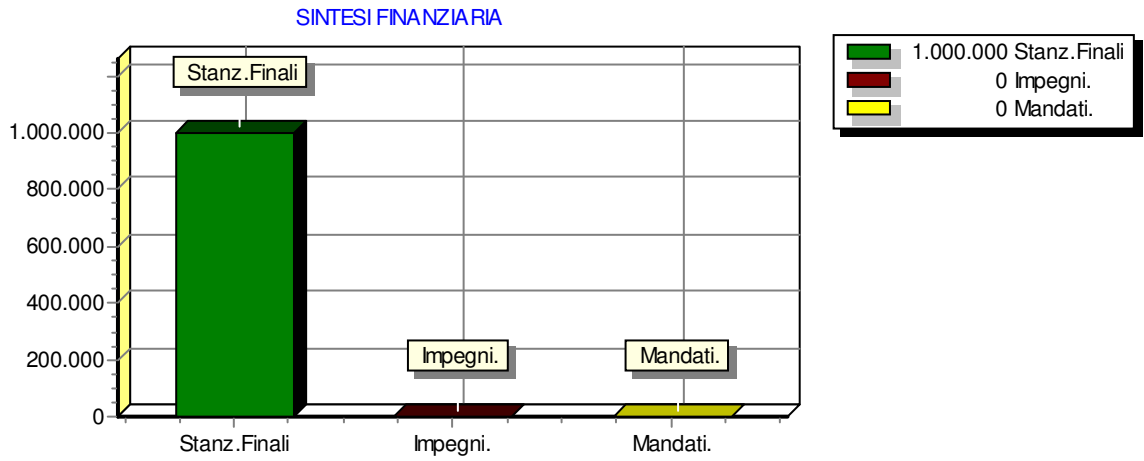 SINTESI FINANZIARIA
Stanz.Finali
1.000.000 Stanz.Finali
0 Impegni.
0 Mandati.
1.000.000
800.000
600.000
400.000
200.000
0
Impegni.
Mandati.
Stanz.Finali
Impegni.
Mandati.